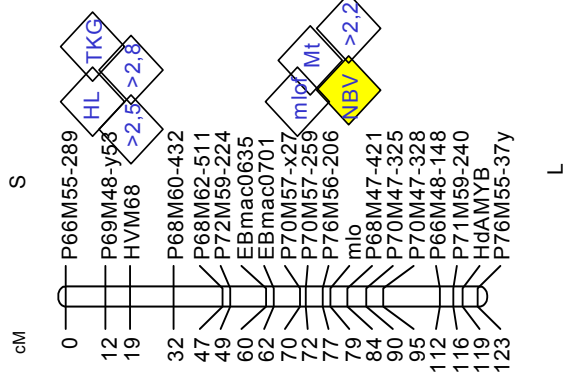 cM
S
L
0 P66M55-289
12 P69M48-y53
19 HVM68
32 P68M60-432
47 P68M62-511
49 P72M59-224
60 EBmac0635
62 EBmac0701
70 P70M57-x27
72 P70M57-259
77 P76M56-206
79 mlo
84 P68M47-421
90 P70M47-325
95 P70M47-328
112 P66M48-148
116 P71M59-240
119 HdAMYB
123 P76M55-37y
HL
TKG
>2,5
>2,8
mlof
Mt
NBV
>2,2